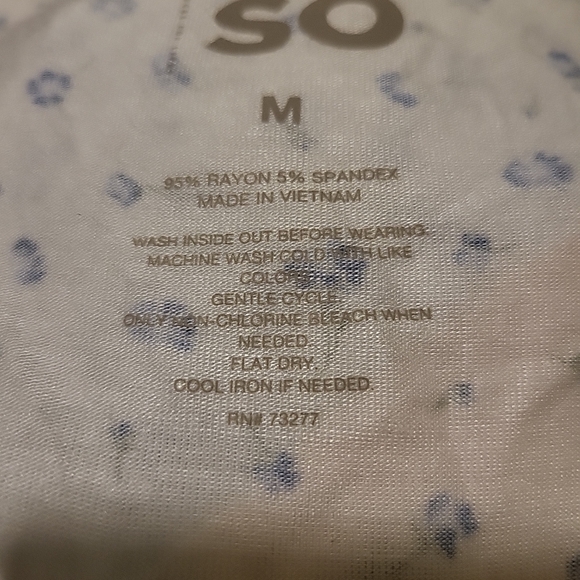 SO
M
95% RAYON 5% SPANDEX
MADE IN VIETNAM
WASH INSIDE OUT BEFORE WEARING.
MACHINE WASH COLD WITH LIKE
COLORS.
GENTLE CYCLE.
ONLY NON-CHLORINE BLEACH WHEN
NEEDED.
FLAT DRY.
COOL IRON IF NEEDED.
RN# 73277